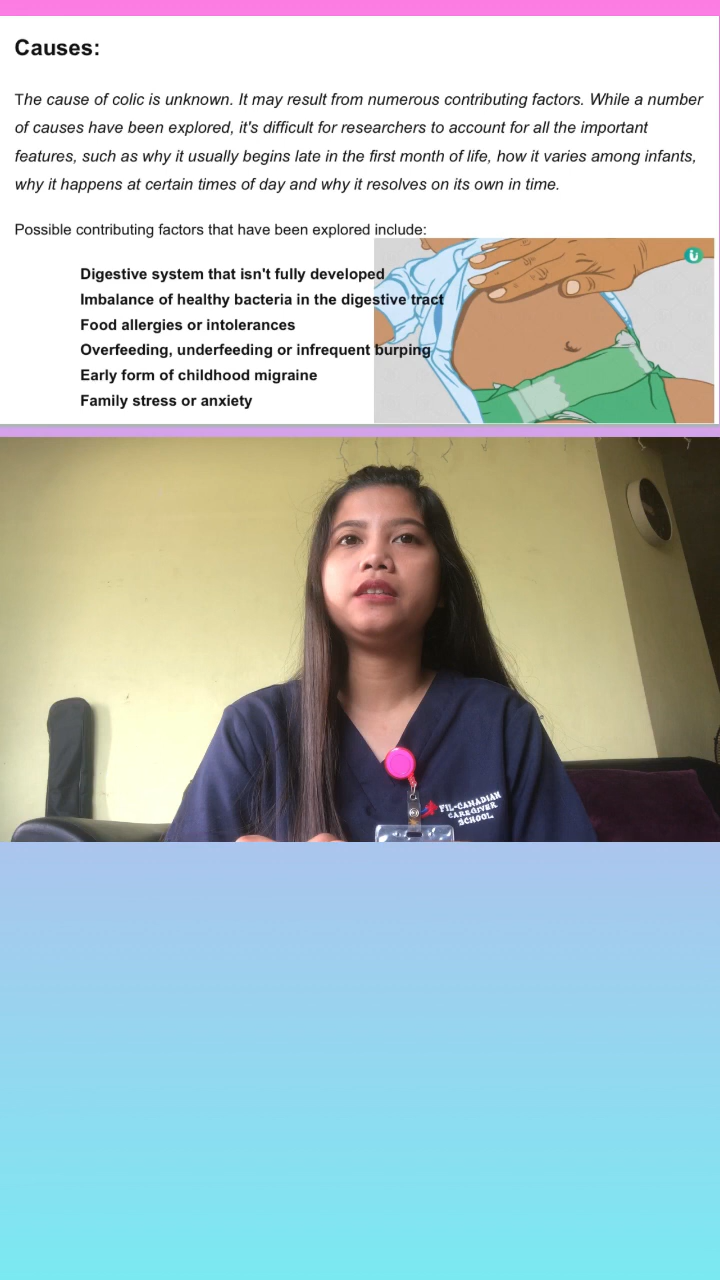 Causes:
The cause of colic is unknown. It may result from numerous contributing factors. While a number
of causes have been explored, it's difficult for researchers to account for all the important
features, such as why it usually begins late in the first month of life, how it varies among infants,
why it happens at certain times of day and why it resolves on its own in time.
Possible contributing factors that have been explored include:
Digestive system that isn't fully developed
Imbalance of healthy bacteria in the digestive tract
Food allergies or intolerances
Overfeeding, underfeeding or infrequent burping
Early form of childhood migraine
Family stress or anxiety
FIL-CANADIAN
CAREGIVER
SCHOOL